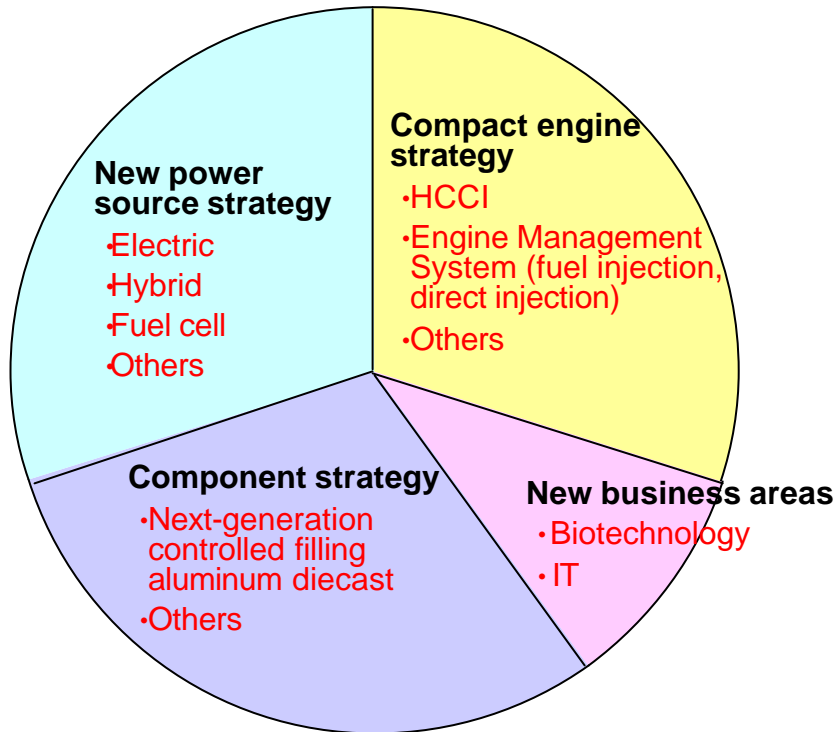 Compact engine
strategy
·HCCI
·Engine Management
System (fuel injection,
direct injection)
·Others
New power
source strategy
·Electric
·Hybrid
·Fuel cell
·Others
Component strategy
·Next-generation
controlled filling
aluminum diecast
·Others
New business areas
·Biotechnology
·IT